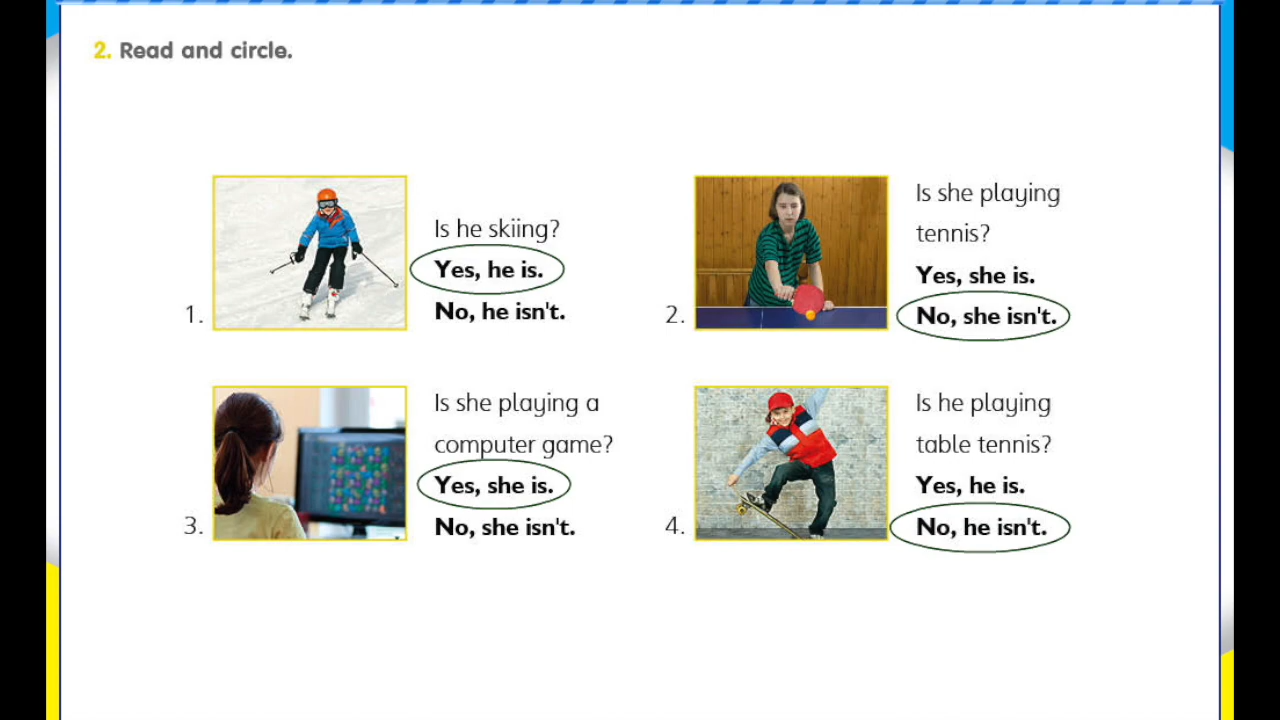 2. Read and circle.
1.
Is he skiing?
Yes, he is.
No, he isn't.
2.
Is she playing
tennis?
Yes, she is.
No, she isn't.
3.
Is she playing a
computer game?
Yes, she is.
No, she isn't.
4.
Is he playing
table tennis?
Yes, he is.
No, he isn't.